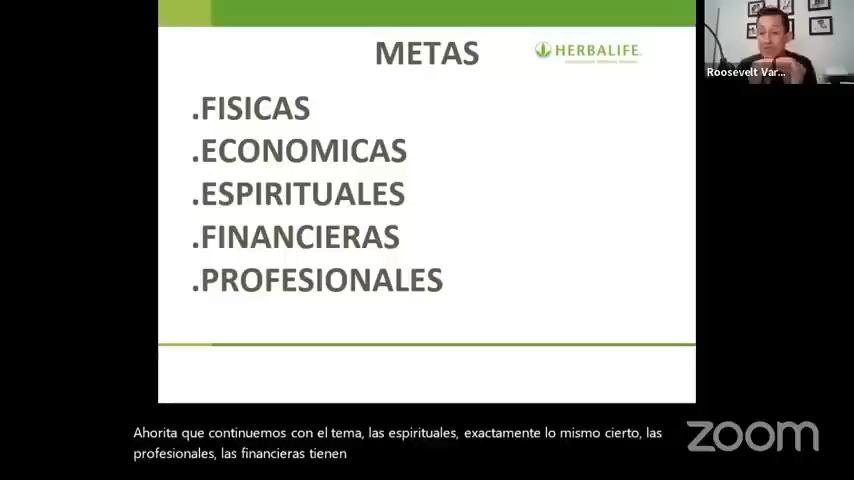 METAS
HERBALIFE
.FISICAS
.ECONOMICAS
.ESPIRITUALES
.FINANCIERAS
.PROFESIONALES
Roosevelt Var...
Ahorita que continuemos con el tema, las espirituales, exactamente lo mismo cierto, las
profesionales, las financieras tienen
zoom